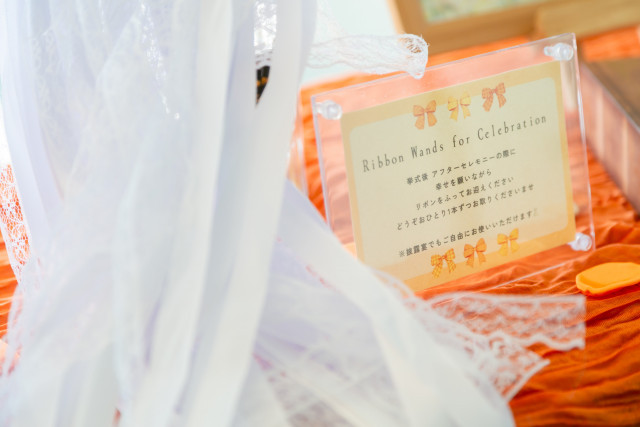 Ribbon Wands for Celebration
挙式後 アフターセレモニーの際に
幸せを願いながら
リボンをふってお迎えください
どうぞおひとり1本ずつお取りくださいませ
※披露宴でもご自由にお使いいただけます